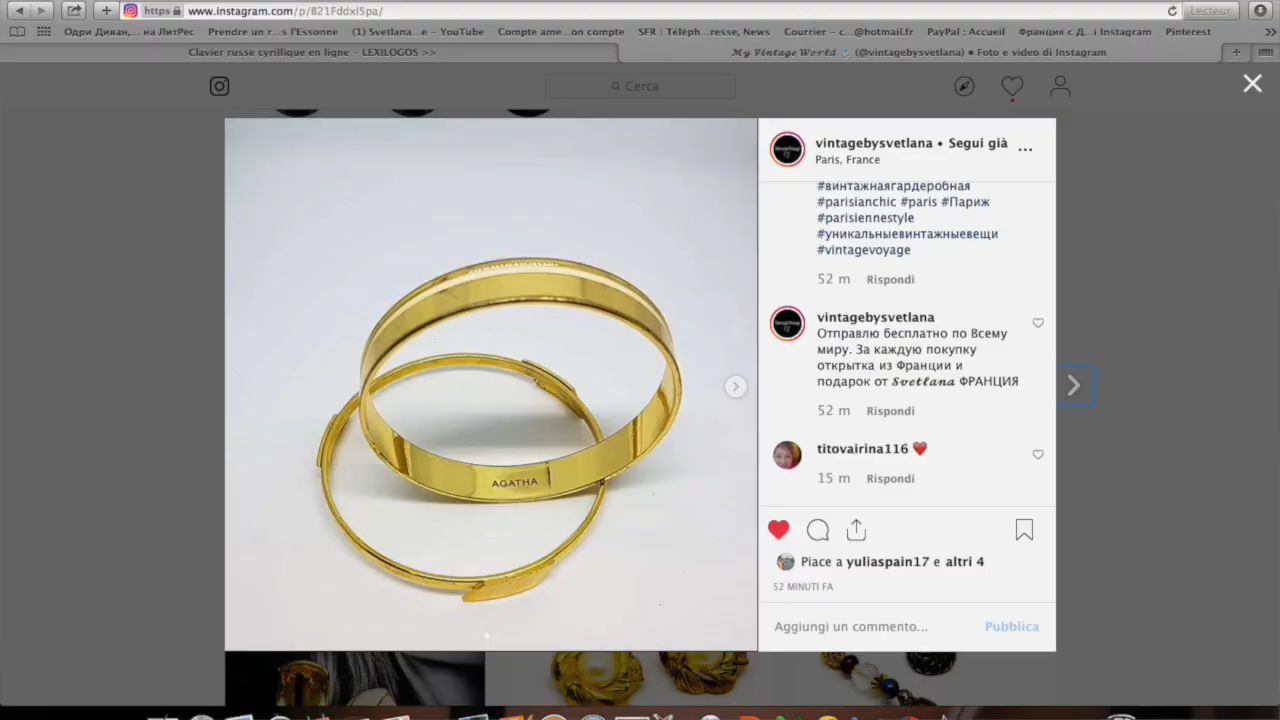 https www.instagram.com/p/B21FddxI5pa/ Lecteur
Одри Диван,... на ЛитРес Prendre un r...s l'Essonne (1) Svetlana...e – YouTube Compte ame...on compte SFR | Téléph...resse, News Courrier – c...@hotmail.fr PayPal : Accueil Франция с Д...i Instagram Pinterest
Clavier russe cyrillique en ligne - LEXILOGOS >> My Vintage World (@vintagebysvetlana) • Foto e video di Instagram
Cerca
vintagebysvetlana • Segui già
Paris, France
#винтажнаягардеробная
#parisianchic #paris #Париж
#parisiennestyle
#уникальныевинтажныевещи
#vintagevoyage
52 m Rispondi
vintagebysvetlana
Отправлю бесплатно по Всему
миру. За каждую покупку
открытка из Франции и
подарок от Svetlana ФРАНЦИЯ
52 m Rispondi
titovairina116 ❤️
15 m Rispondi
AGATHA
Piace a yuliaspain17 e altri 4
52 MINUTI FA
Aggiungi un commento... Pubblica